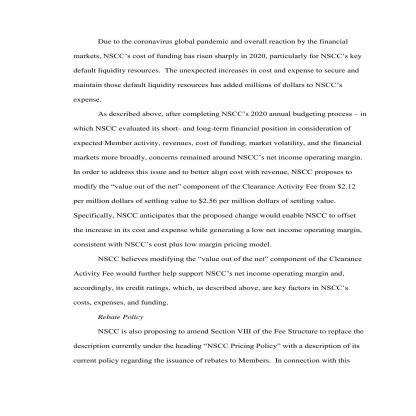 Due to the coronavirus global pandemic and overall reaction by the financial
markets, NSCC's cost of funding has risen sharply in 2020, particularly for NSCC's key
default liquidity resources.  The unexpected increases in cost and expense to secure and
maintain those default liquidity resources has added millions of dollars to NSCC's
expense.
As described above, after completing NSCC's 2020 annual budgeting process – in
which NSCC evaluated its short- and long-term financial position in consideration of
expected Member activity, revenues, cost of funding, market volatility, and the financial
markets more broadly, concerns remained around NSCC's net income operating margin.
In order to address this issue and to better align cost with revenue, NSCC proposes to
modify the “value out of the net” component of the Clearance Activity Fee from $2.12
per million dollars of settling value to $2.56 per million dollars of settling value.
Specifically, NSCC anticipates that the proposed change would enable NSCC to offset
the increase in its cost and expense while generating a low net income operating margin,
consistent with NSCC's cost plus low margin pricing model.
NSCC believes modifying the “value out of the net” component of the Clearance
Activity Fee would further help support NSCC's net income operating margin and,
accordingly, its credit ratings, which, as described above, are key factors in NSCC's
costs, expenses, and funding.
Rebate Policy
NSCC is also proposing to amend Section VIII of the Fee Structure to replace the
description currently under the heading “NSCC Pricing Policy” with a description of its
current policy regarding the issuance of rebates to Members.  In connection with this